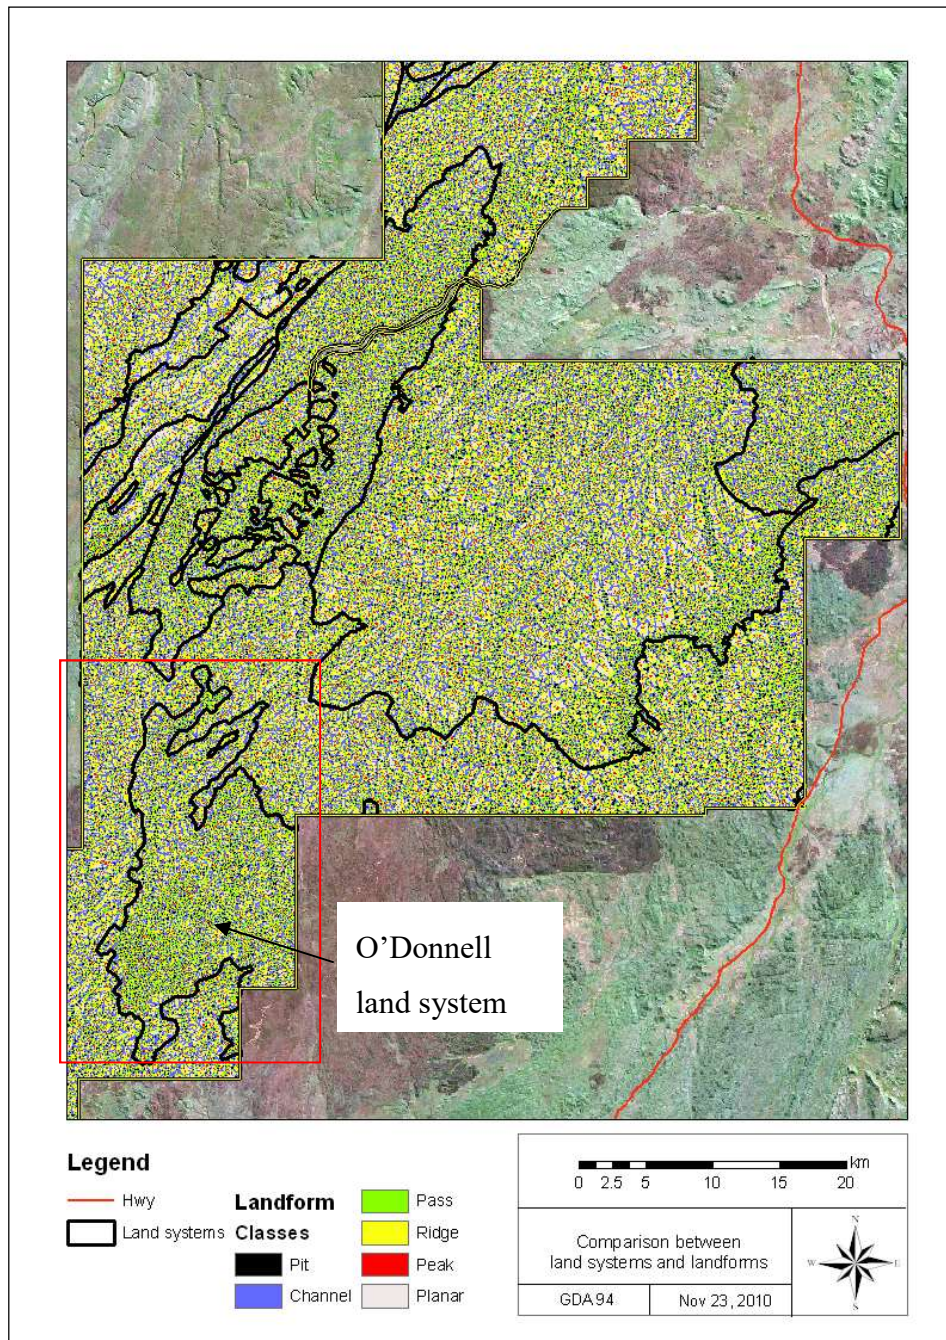 O’Donnell
land system
Legend
Hwy
Land systems
Landform
Classes
Pit
Channel
Pass
Ridge
Peak
Planar
km
0 2.5 5 10 15 20
Comparison between
land systems and landforms
GDA 94
Nov 23, 2010
N
W E
S